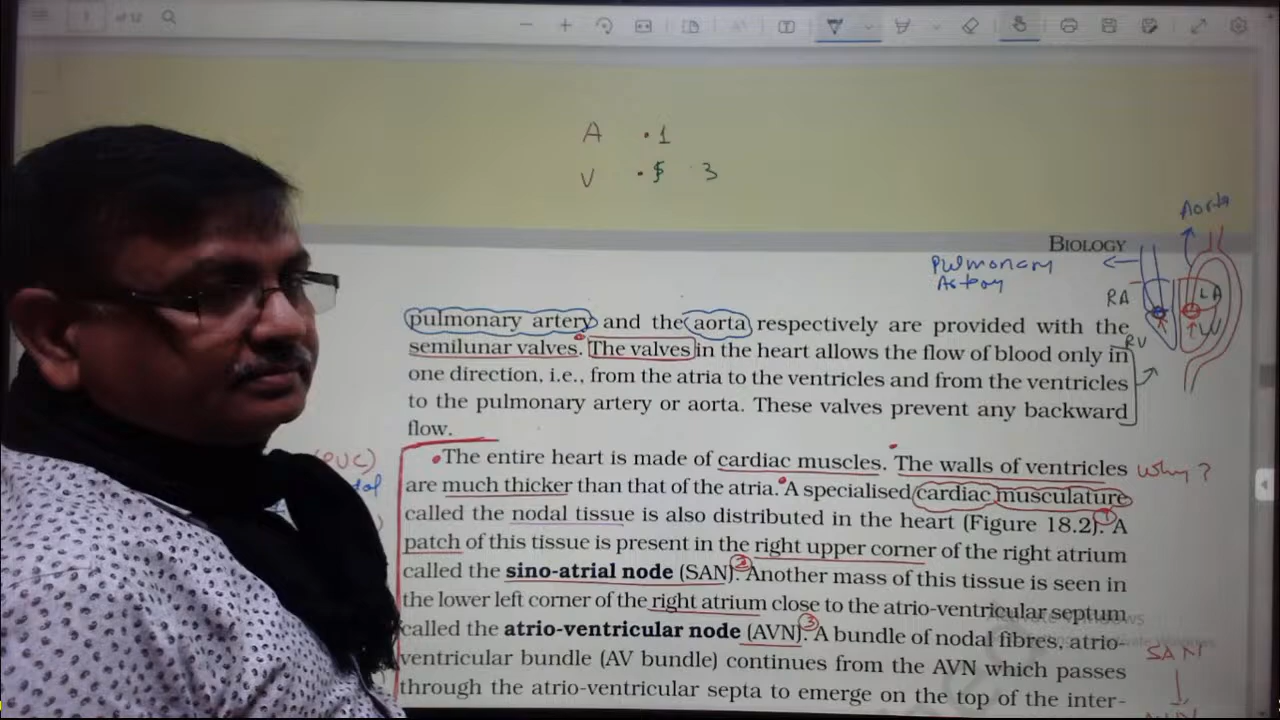 1 of 12
A .1
V .$ 3
Aorta
BIOLOGY
Pulmonary
Astoy
RA
LA
LV
RV
pulmonary artery and the aorta respectively are provided with the
semilunar valves. The valves in the heart allows the flow of blood only in
one direction, i.e., from the atria to the ventricles and from the ventricles
to the pulmonary artery or aorta. These valves prevent any backward
flow.
(PUC)
The entire heart is made of cardiac muscles. The walls of ventricles why?
are much thicker than that of the atria. A specialised cardiac musculature
called the nodal tissue is also distributed in the heart (Figure 18.2). 1 A
patch of this tissue is present in the right upper corner of the right atrium
called the sino-atrial node (SAN). 2 Another mass of this tissue is seen in
the lower left corner of the right atrium close to the atrio-ventricular septum
called the atrio-ventricular node (AVN). 3 A bundle of nodal fibres, atrio-
ventricular bundle (AV bundle) continues from the AVN which passes
through the atrio-ventricular septa to emerge on the top of the inter-
SAN